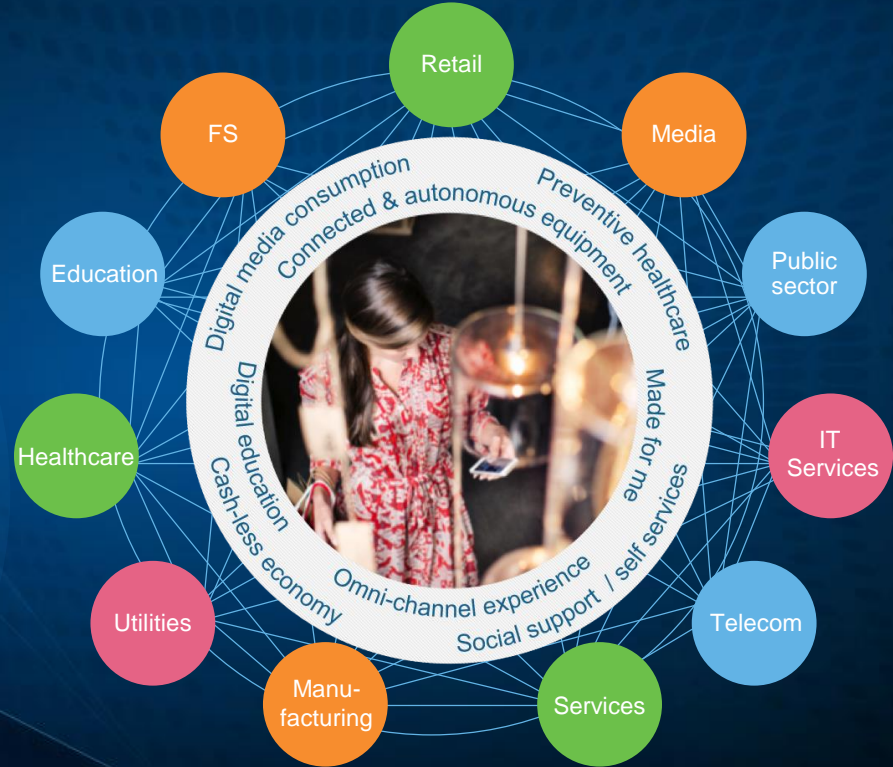 Retail
FS
Media
Education
Public
sector
Healthcare
IT
Services
Utilities
Telecom
Manu-
facturing
Services
Digital media consumption
Connected & autonomous equipment
Preventive healthcare
Digital education
Made for me
Cash-less economy
Omni-channel experience
Social support / self services